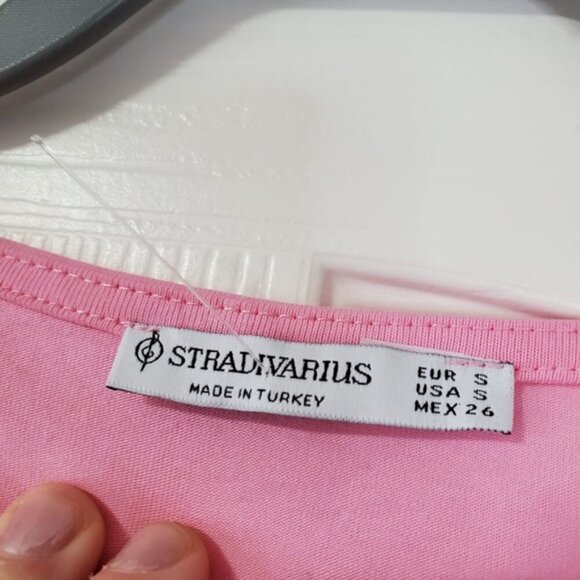 STRADIVARIUS
MADE IN TURKEY
EUR S
USA S
MEX 26